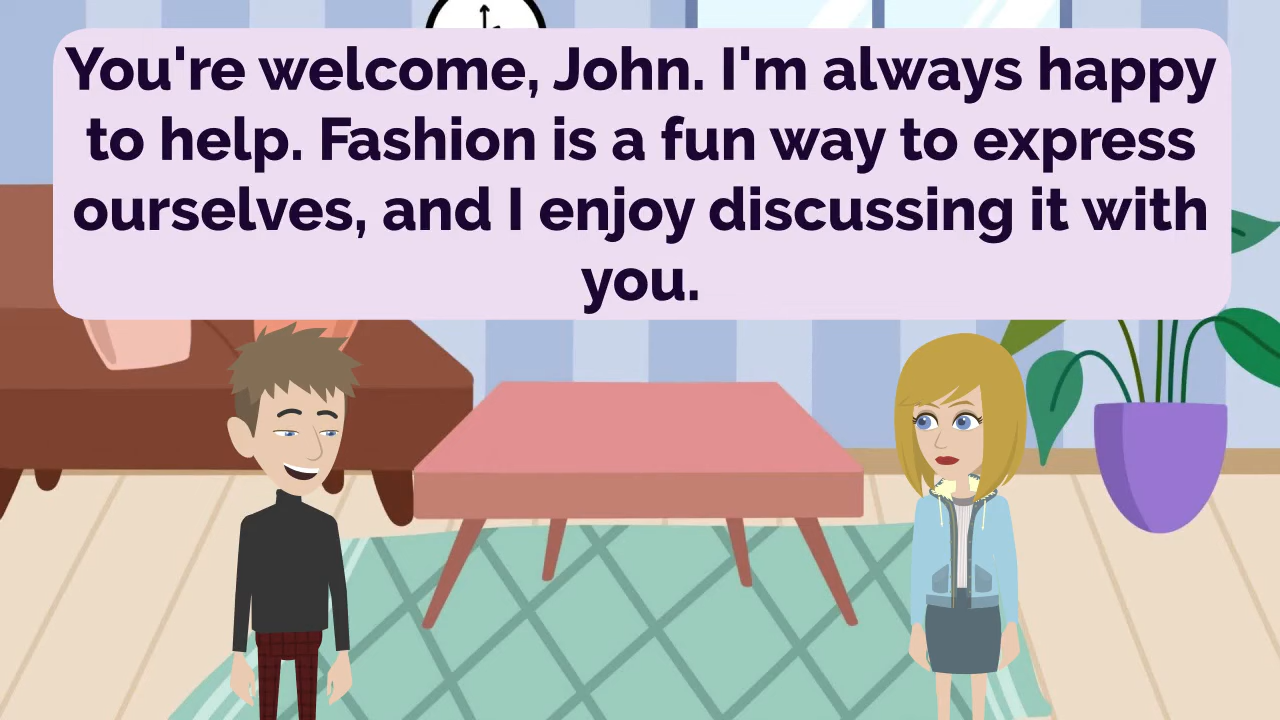 You're welcome, John. I'm always happy
to help. Fashion is a fun way to express
ourselves, and I enjoy discussing it with
you.